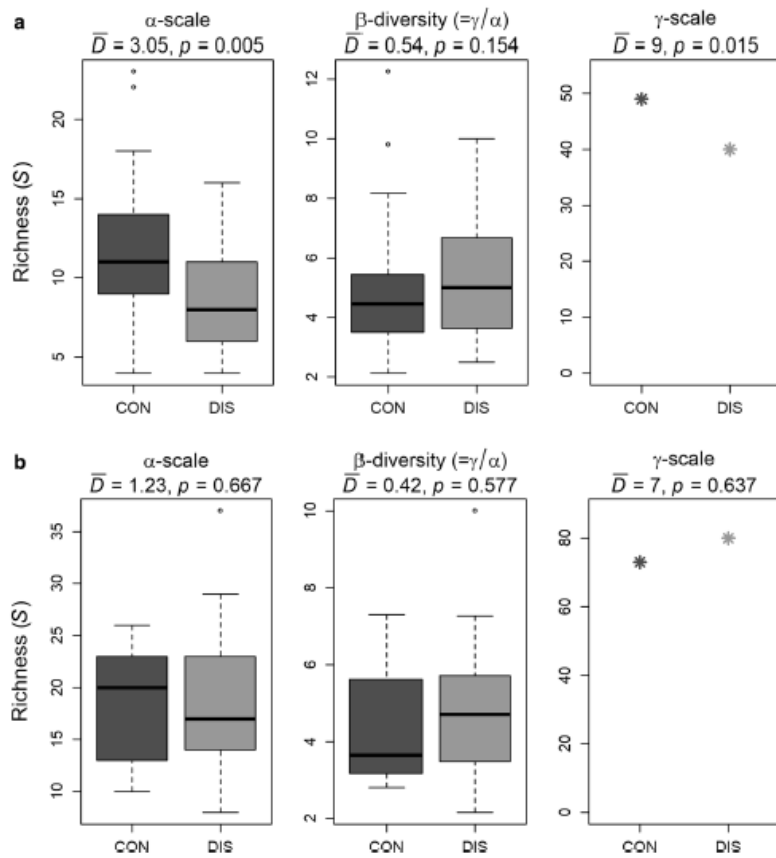 a
α-scale
D̅ = 3.05, p = 0.005
Richness (S)
5
10
15
20
CON
DIS
β-diversity (=γ/α)
D̅ = 0.54, p = 0.154
2
4
6
8
10
12
CON
DIS
γ-scale
D̅ = 9, p = 0.015
0
10
20
30
40
50
CON
DIS
b
α-scale
D̅ = 1.23, p = 0.667
Richness (S)
10
15
20
25
30
35
CON
DIS
β-diversity (=γ/α)
D̅ = 0.42, p = 0.577
2
4
6
8
10
CON
DIS
γ-scale
D̅ = 7, p = 0.637
0
20
40
60
80
CON
DIS